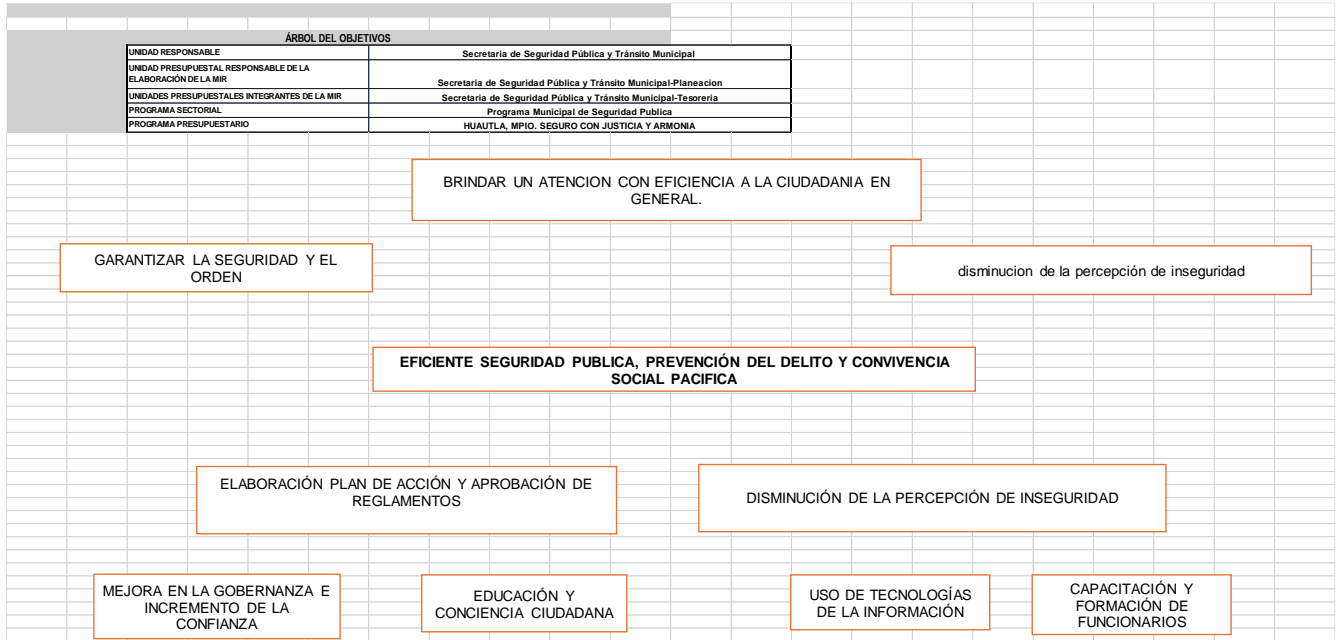 ÁRBOL DEL OBJETIVOS
UNIDAD RESPONSABLE
Secretaria de Seguridad Pública y Tránsito Municipal
UNIDAD PRESUPUESTAL RESPONSABLE DE LA
ELABORACIÓN DE LA MIR
Secretaria de Seguridad Pública y Tránsito Municipal-Planeacion
UNIDADES PRESUPUESTALES INTEGRANTES DE LA MIR
Secretaria de Seguridad Pública y Tránsito Municipal-Tesoreria
PROGRAMA SECTORIAL
Programa Municipal de Seguridad Publica
PROGRAMA PRESUPUESTARIO
HUAUTLA, MPIO. SEGURO CON JUSTICIA Y ARMONIA
BRINDAR UN ATENCION CON EFICIENCIA A LA CIUDADANIA EN
GENERAL.
GARANTIZAR LA SEGURIDAD Y EL
ORDEN
disminucion de la percepción de inseguridad
EFICIENTE SEGURIDAD PUBLICA, PREVENCIÓN DEL DELITO Y CONVIVENCIA
SOCIAL PACIFICA
ELABORACIÓN PLAN DE ACCIÓN Y APROBACIÓN DE
REGLAMENTOS
DISMINUCIÓN DE LA PERCEPCIÓN DE INSEGURIDAD
MEJORA EN LA GOBERNANZA E
INCREMENTO DE LA
CONFIANZA
EDUCACIÓN Y
CONCIENCIA CIUDADANA
USO DE TECNOLOGÍAS
DE LA INFORMACIÓN
CAPACITACIÓN Y
FORMACIÓN DE
FUNCIONARIOS